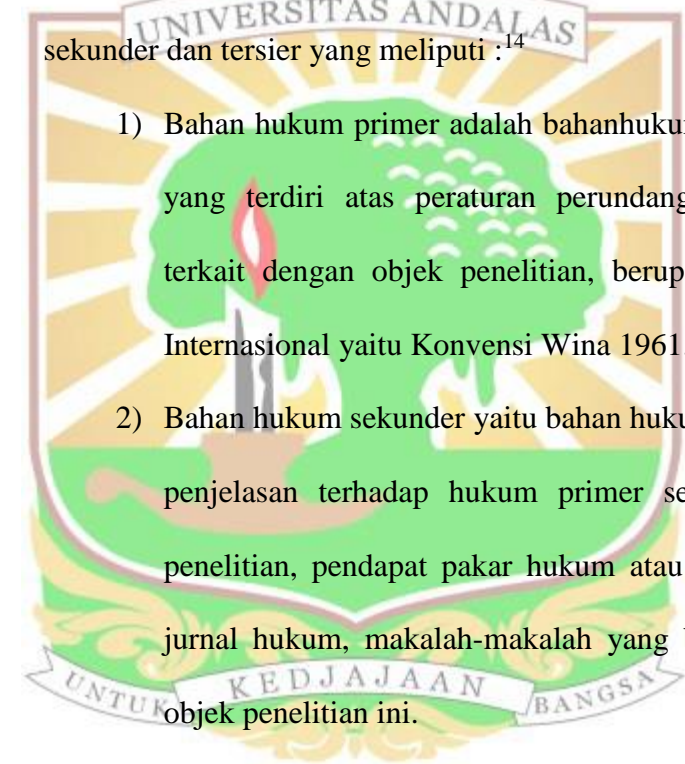 UNIVERSITAS ANDALAS
sekunder dan tersier yang meliputi :14
1) Bahan hukum primer adalah bahanhukum
yang terdiri atas peraturan perundang
terkait dengan objek penelitian, berup
Internasional yaitu Konvensi Wina 1961.
2) Bahan hukum sekunder yaitu bahan huku
penjelasan terhadap hukum primer se
penelitian, pendapat pakar hukum atau
jurnal hukum, makalah-makalah yang
objek penelitian ini.
UNTUK KEDJAJAAN BANGSA